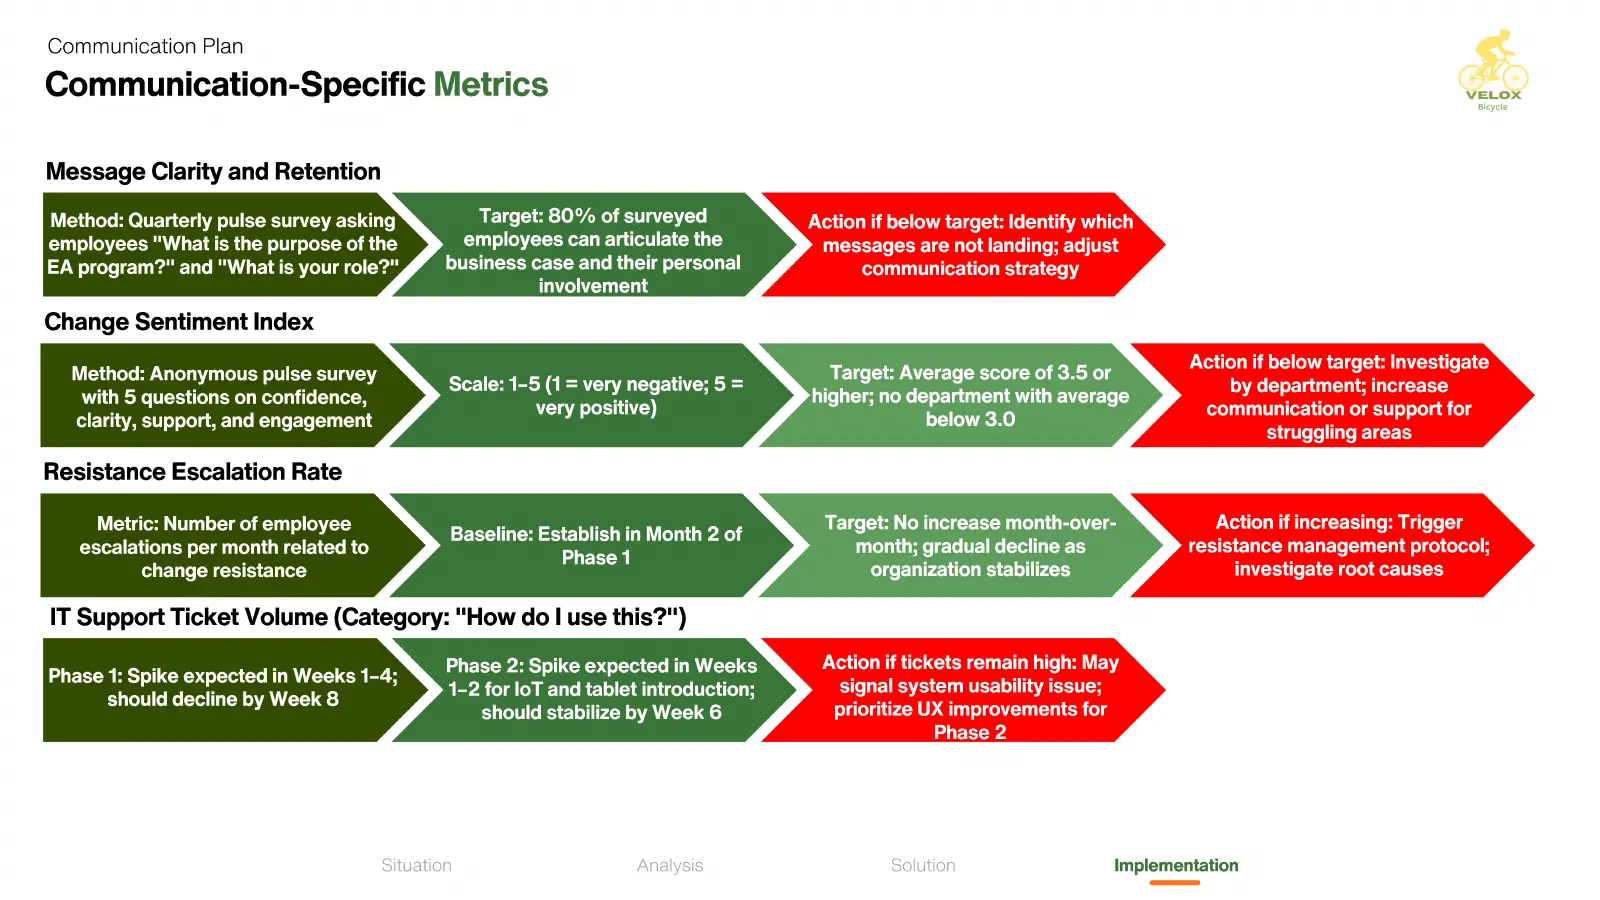 Communication Plan
Communication-Specific Metrics
VELOX
Bicycle
Message Clarity and Retention
Method: Quarterly pulse survey asking
employees "What is the purpose of the
EA program?" and "What is your role?"
Target: 80% of surveyed
employees can articulate the
business case and their personal
involvement
Action if below target: Identify which
messages are not landing; adjust
communication strategy
Change Sentiment Index
Method: Anonymous pulse survey
with 5 questions on confidence,
clarity, support, and engagement
Scale: 1–5 (1 = very negative; 5 =
very positive)
Target: Average score of 3.5 or
higher; no department with average
below 3.0
Action if below target: Investigate
by department; increase
communication or support for
struggling areas
Resistance Escalation Rate
Metric: Number of employee
escalations per month related to
change resistance
Baseline: Establish in Month 2 of
Phase 1
Target: No increase month-over-
month; gradual decline as
organization stabilizes
Action if increasing: Trigger
resistance management protocol;
investigate root causes
IT Support Ticket Volume (Category: "How do I use this?")
Phase 1: Spike expected in Weeks 1–4;
should decline by Week 8
Phase 2: Spike expected in Weeks
1–2 for IoT and tablet introduction;
should stabilize by Week 6
Action if tickets remain high: May
signal system usability issue;
prioritize UX improvements for
Phase 2
Situation
Analysis
Solution
Implementation